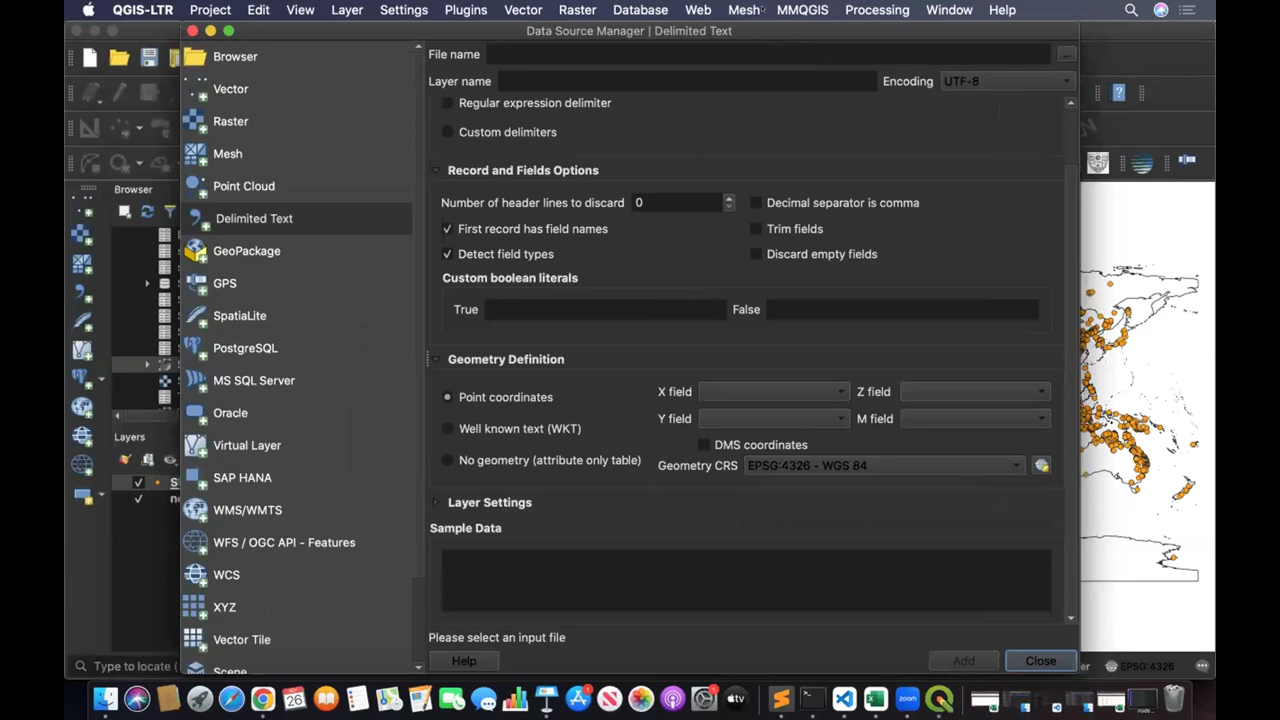 QGIS-LTR Project Edit View Layer Settings Plugins Vector Raster Database Web Mesh MMQGIS Processing Window Help
Data Source Manager | Delimited Text
Browser
Vector
Raster
Mesh
Point Cloud
Delimited Text
GeoPackage
GPS
SpatiaLite
PostgreSQL
MS SQL Server
Oracle
Virtual Layer
SAP HANA
WMS/WMTS
WFS / OGC API - Features
WCS
XYZ
Vector Tile
Scene
File name ...
Layer name Encoding UTF-8
Regular expression delimiter
Custom delimiters
Record and Fields Options
Number of header lines to discard 0 Decimal separator is comma
First record has field names Trim fields
Detect field types Discard empty fields
Custom boolean literals
True False
Geometry Definition
Point coordinates X field Z field
Well known text (WKT) Y field M field
DMS coordinates
No geometry (attribute only table) Geometry CRS EPSG:4326 - WGS 84
Layer Settings
Sample Data
Please select an input file
Help Add Close
Browser
Layers
Type to locate (
er EPSG:4326
26
tv
zoom